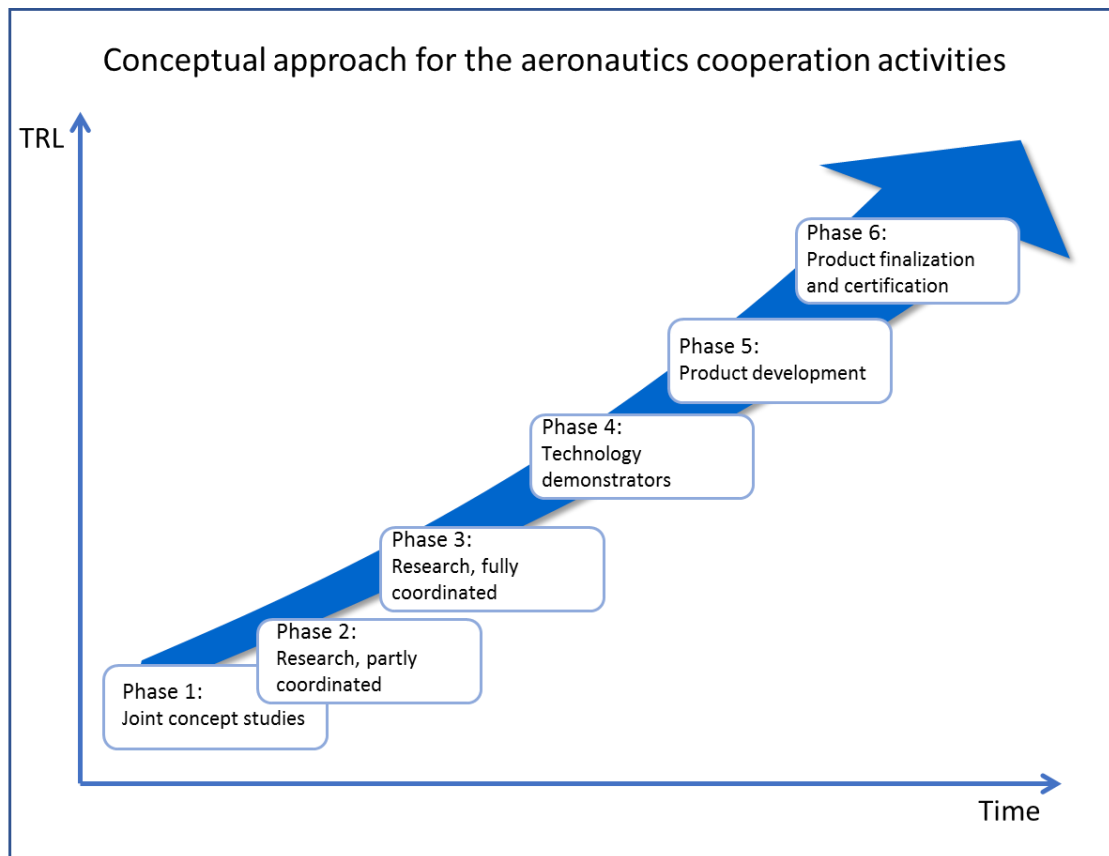 Conceptual approach for the aeronautics cooperation activities
TRL
Phase 6:
Product finalization
and certification
Phase 5:
Product development
Phase 4:
Technology
demonstrators
Phase 3:
Research, fully
coordinated
Phase 2:
Research, partly
coordinated
Phase 1:
Joint concept studies
Time